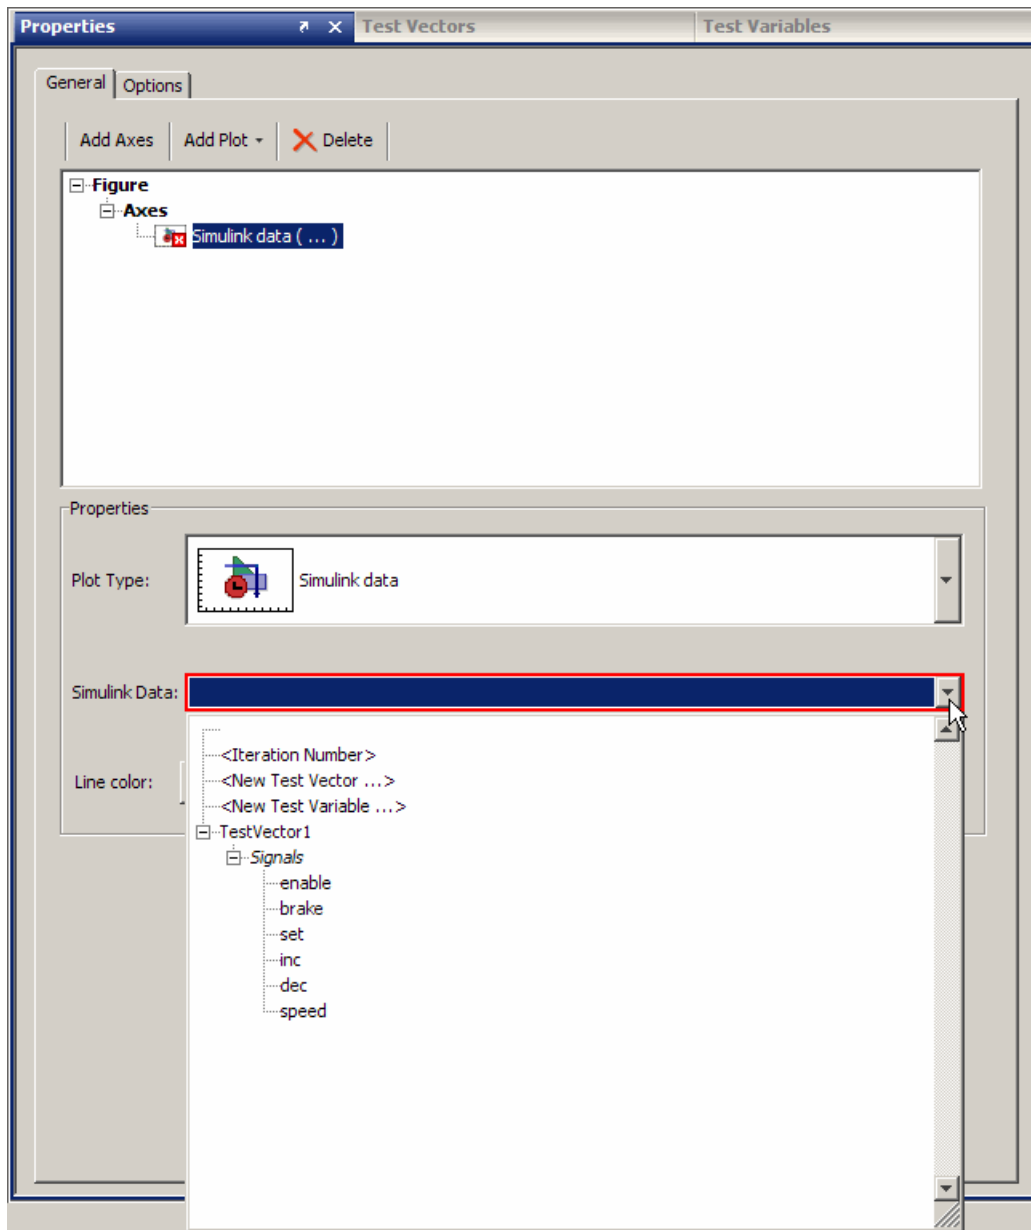 Properties Test Vectors Test Variables
General Options
Add Axes Add Plot Delete
Figure
Axes
Simulink data ( ... )
Properties
Plot Type: Simulink data
Simulink Data:
<Iteration Number>
<New Test Vector ...>
Line color:
<New Test Variable ...>
TestVector1
Signals
enable
brake
set
inc
dec
speed